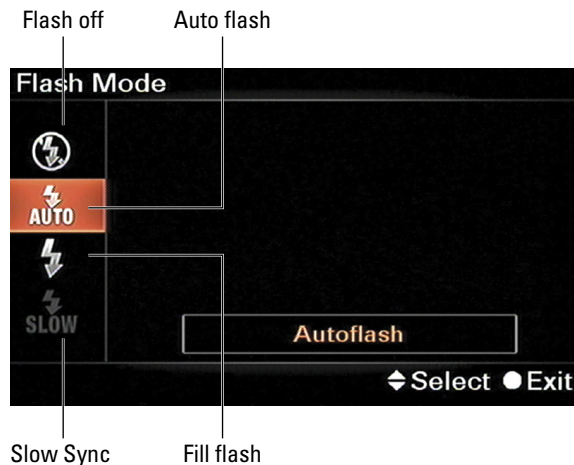 Flash off Auto flash
Flash Mode
AUTO
SLOW
Autoflash
Select Exit
Slow Sync Fill flash